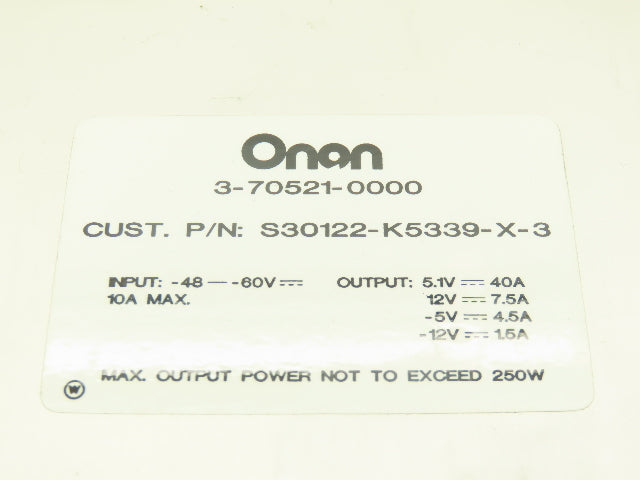 Onan
3-70521-0000
CUST. P/N: S30122-K5339-X-3
INPUT: -48 — -60V⎓ OUTPUT: 5.1V⎓ 40A
10A MAX. 12V⎓ 7.5A
-5V⎓ 4.5A
-12V⎓ 1.5A
MAX. OUTPUT POWER NOT TO EXCEED 250W
W